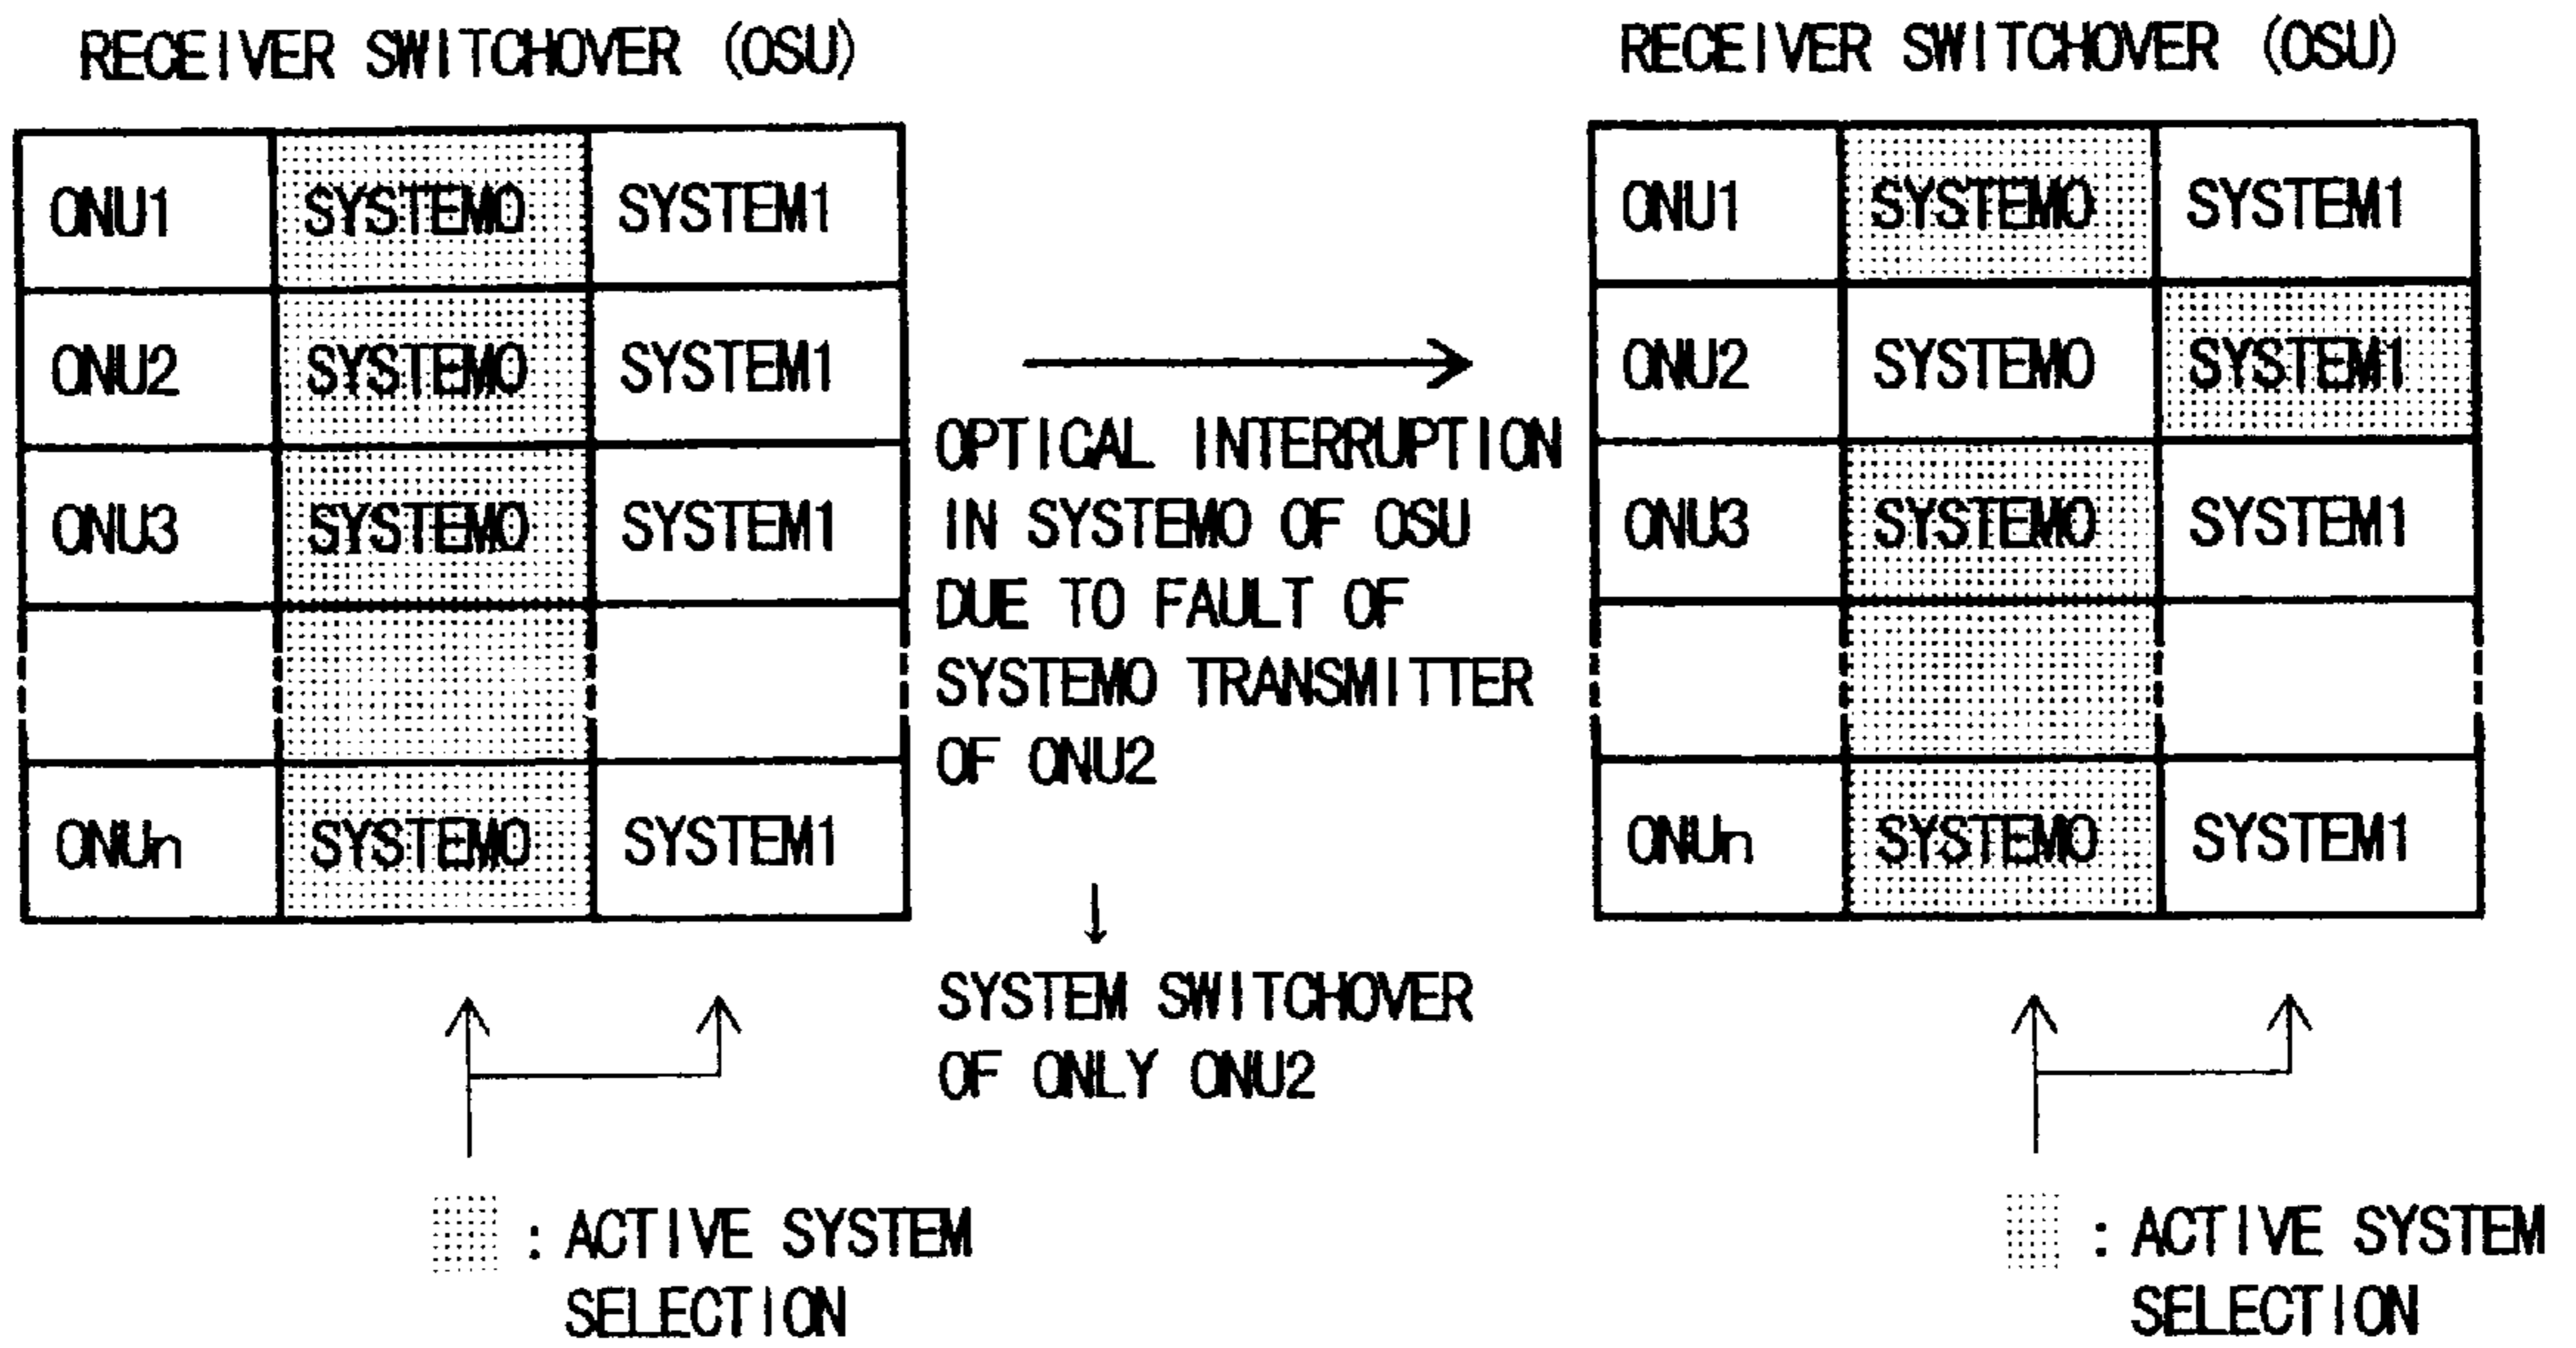 RECEIVER SWITCHOVER (OSU)
ONU1 SYSTEM0 SYSTEM1
ONU2 SYSTEM0 SYSTEM1
ONU3 SYSTEM0 SYSTEM1
ONUn SYSTEM0 SYSTEM1
: ACTIVE SYSTEM
SELECTION
OPTICAL INTERRUPTION
IN SYSTEM0 OF OSU
DUE TO FAULT OF
SYSTEM0 TRANSMITTER
OF ONU2
SYSTEM SWITCHOVER
OF ONLY ONU2
RECEIVER SWITCHOVER (OSU)
ONU1 SYSTEM0 SYSTEM1
ONU2 SYSTEM0 SYSTEM1
ONU3 SYSTEM0 SYSTEM1
ONUn SYSTEM0 SYSTEM1
: ACTIVE SYSTEM
SELECTION